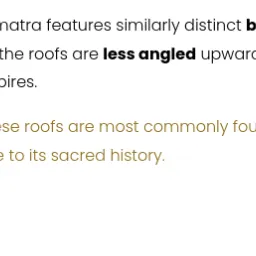 matra features similarly distinct b
the roofs are less angled upward
pires.
ese roofs are most commonly fou
e to its sacred history.